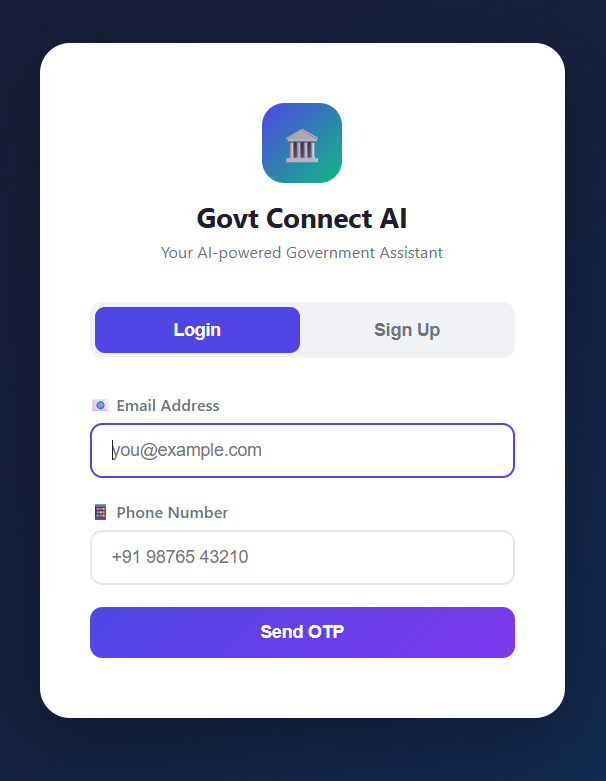 Govt Connect AI
Your AI-powered Government Assistant
Login
Sign Up
Email Address
you@example.com
Phone Number
+91 98765 43210
Send OTP